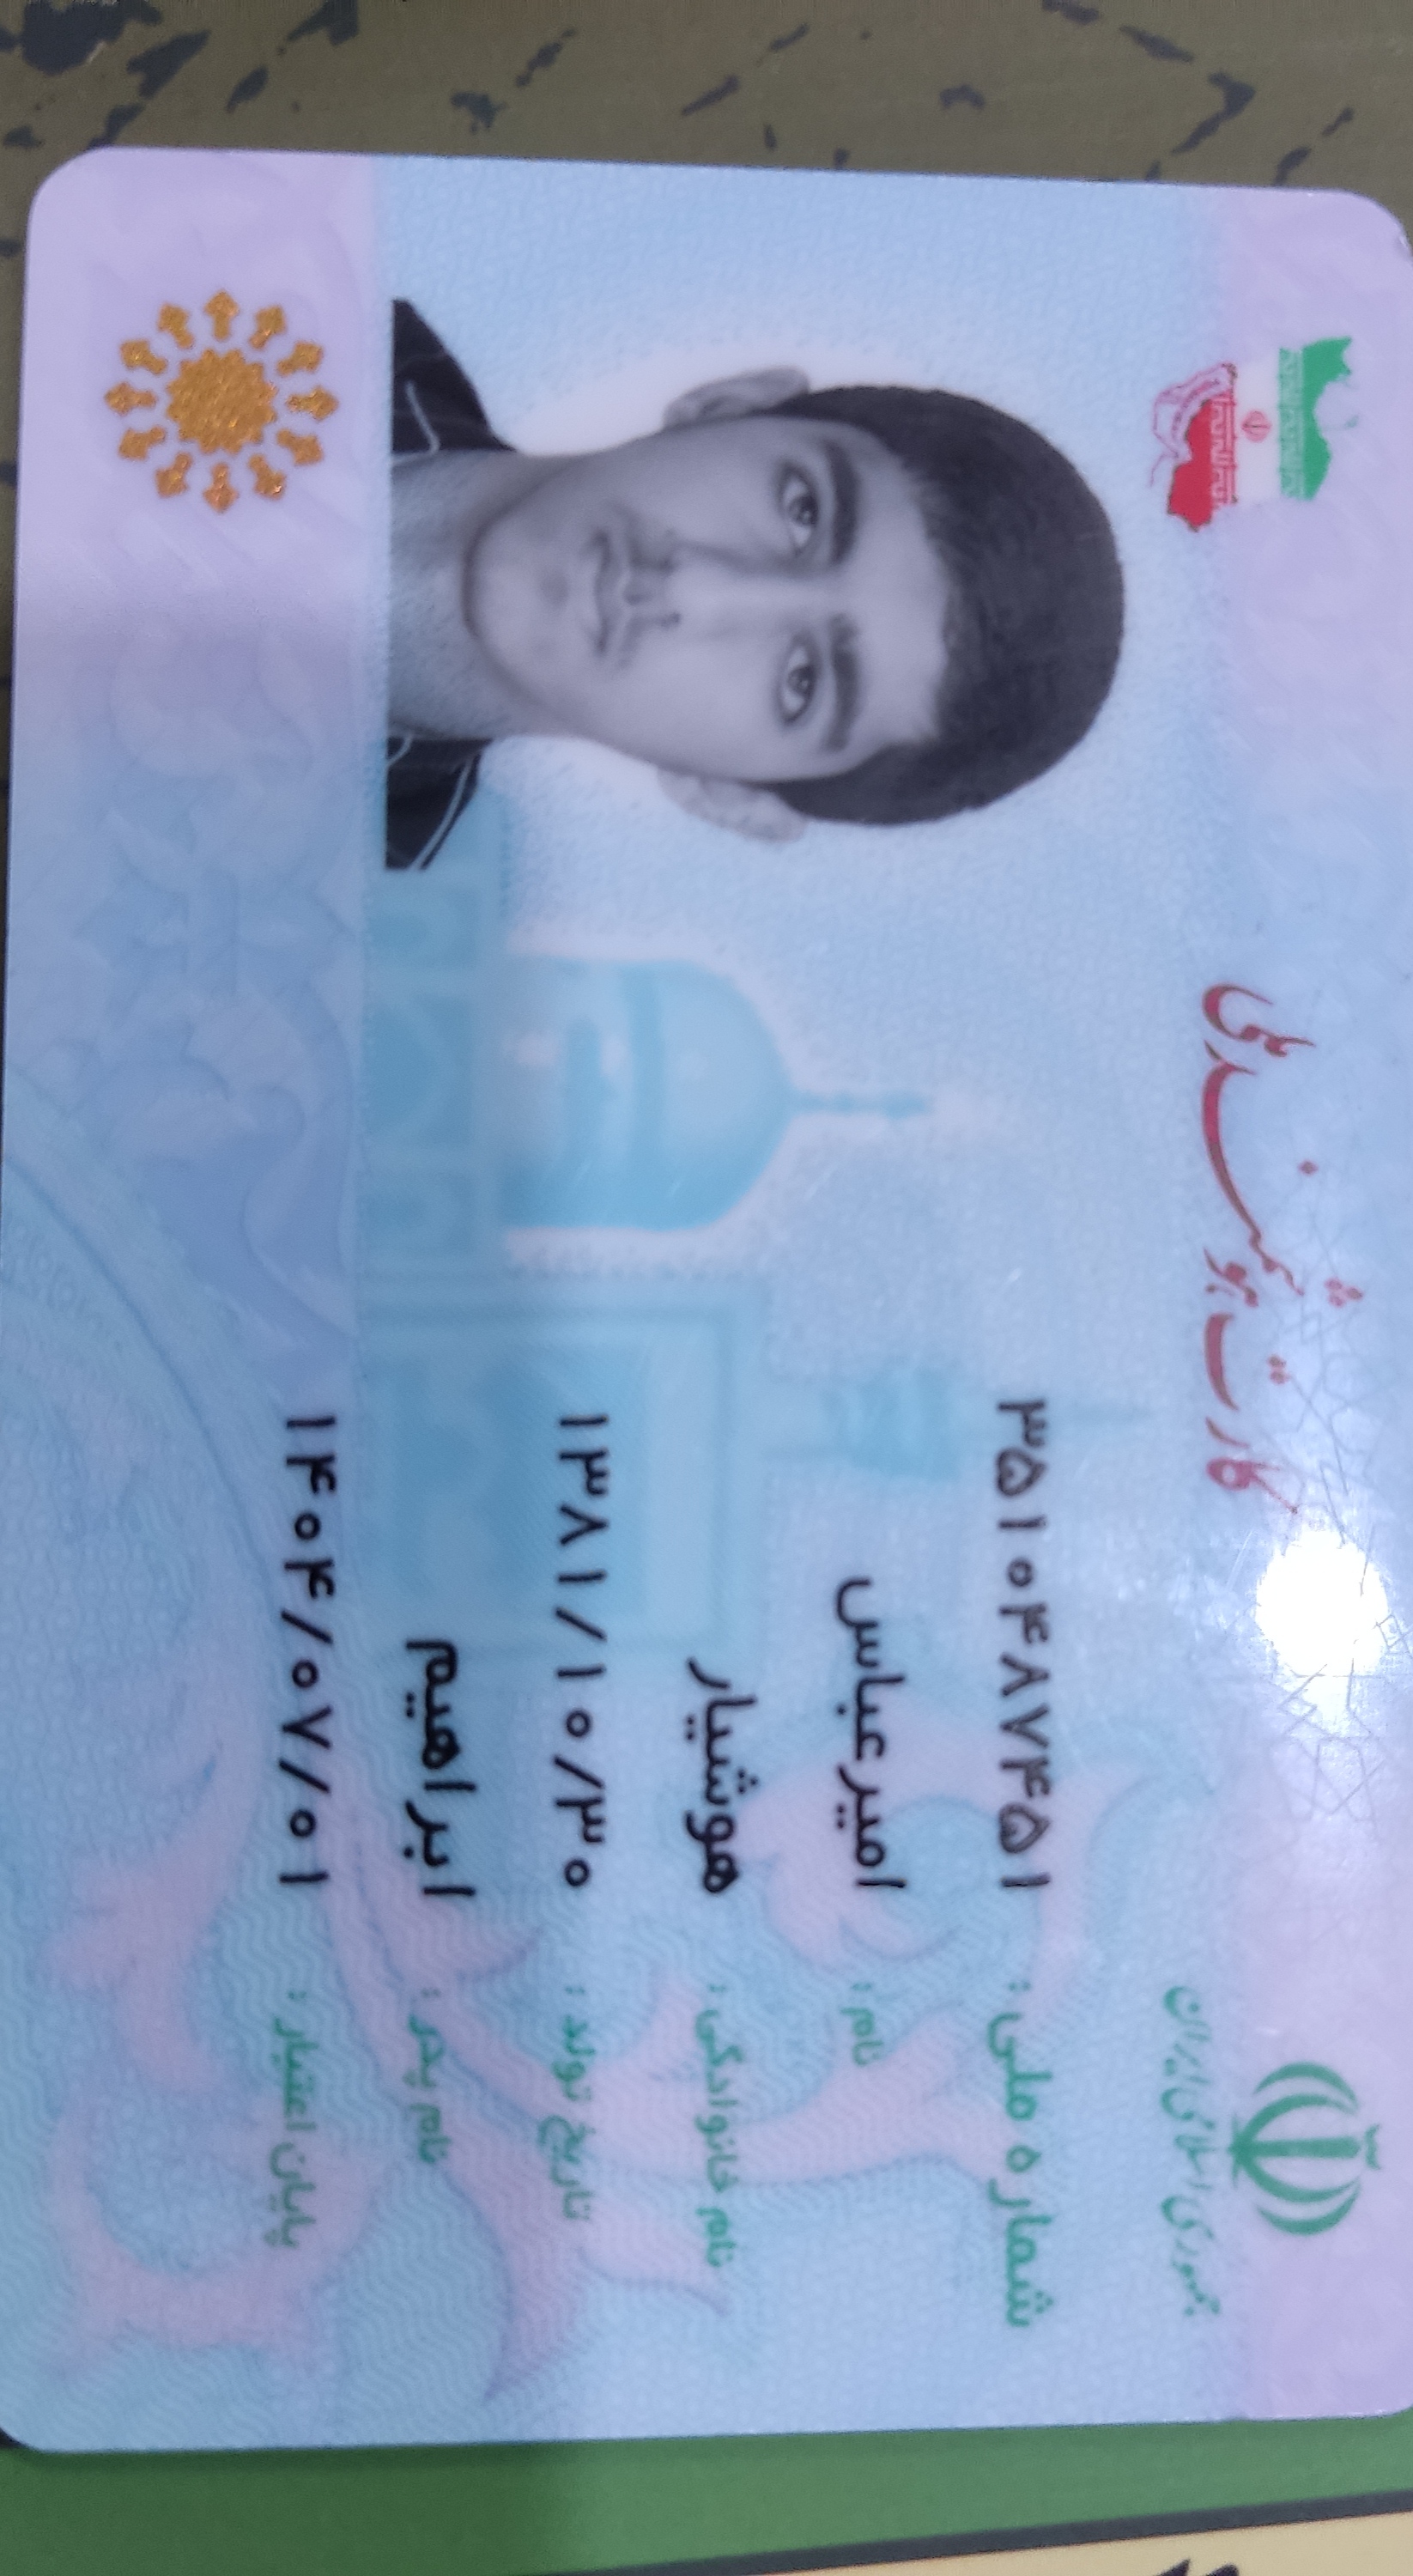 جمهوری اسلامی ایران
کارت هوشمند ملی
شماره ملی: ۳۵۱۰۴۸۷۴۵۱
نام: امیرعباس
نام خانوادگی: هوشیار
تاریخ تولد: ۱۳۸۱/۱۰/۳۰
نام پدر: ابراهیم
پایان اعتبار: ۱۴۰۴/۰۷/۰۱